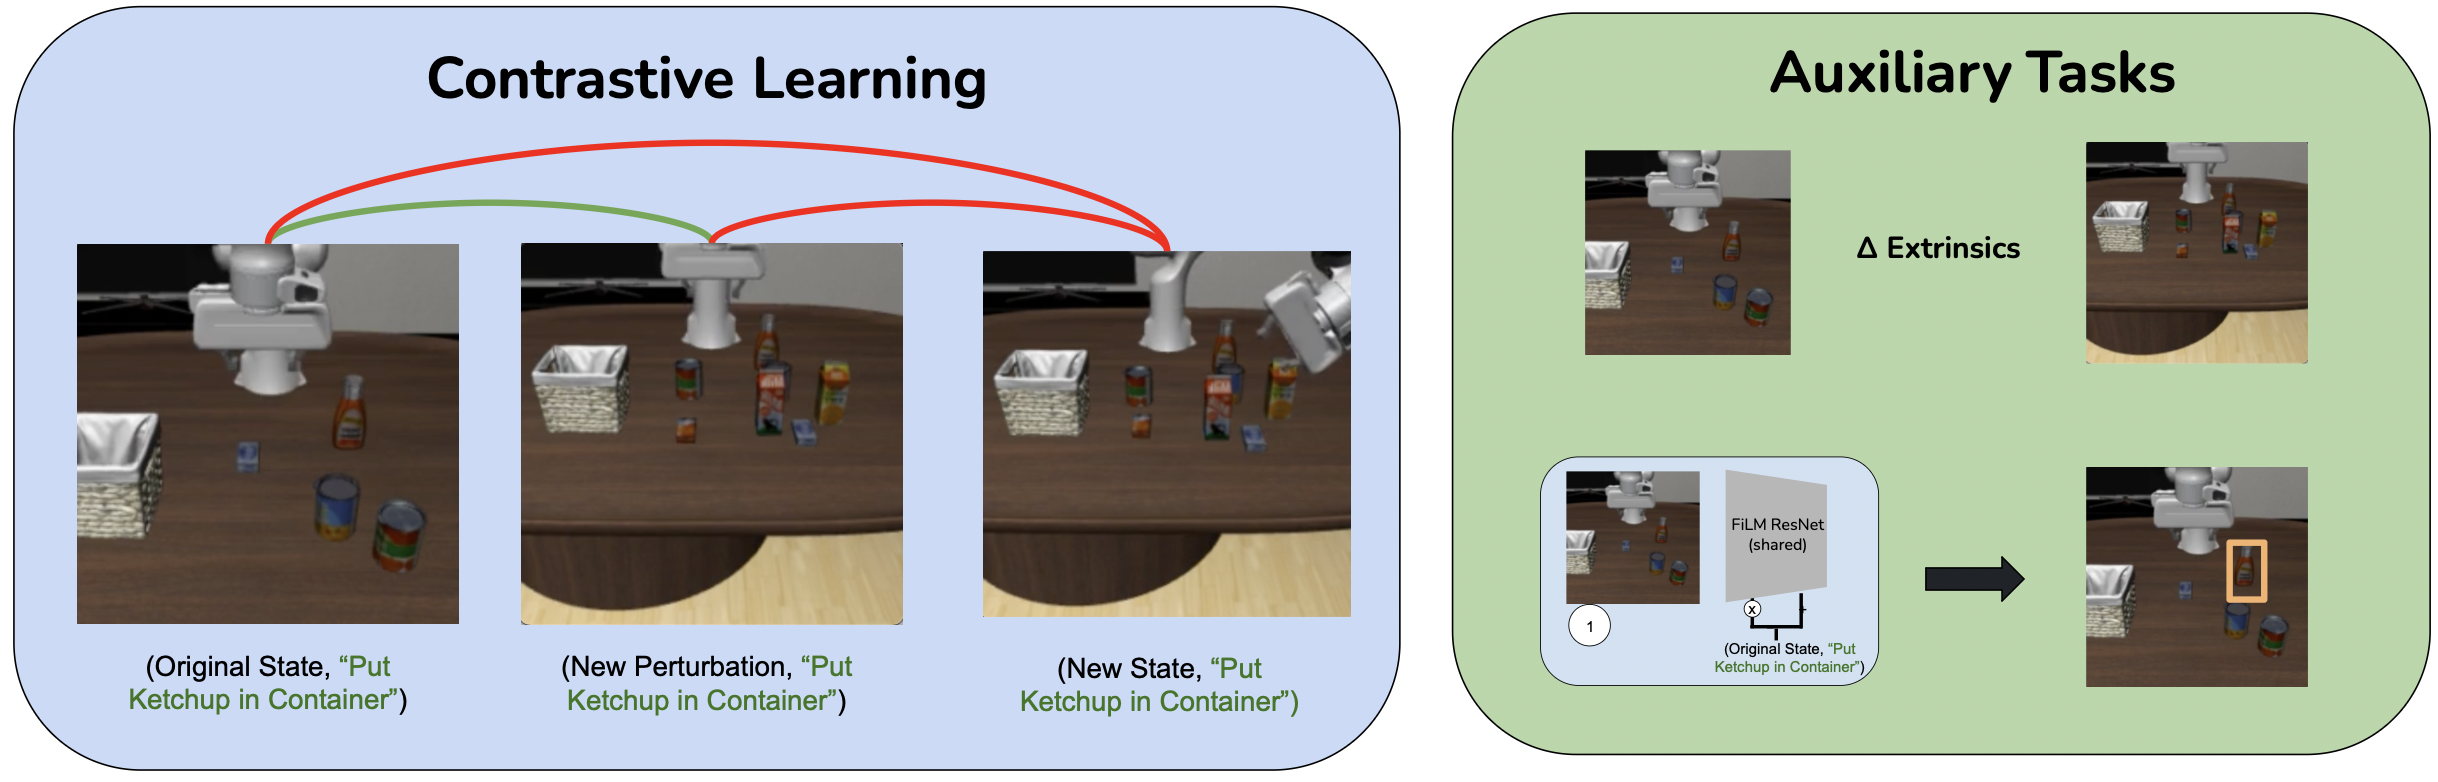 Contrastive Learning
(Original State, “Put
Ketchup in Container”)
(New Perturbation, “Put
Ketchup in Container”)
(New State, “Put
Ketchup in Container”)
Auxiliary Tasks
Δ Extrinsics
FiLM ResNet
(shared)
x
+
1
(Original State, “Put
Ketchup in Container”)